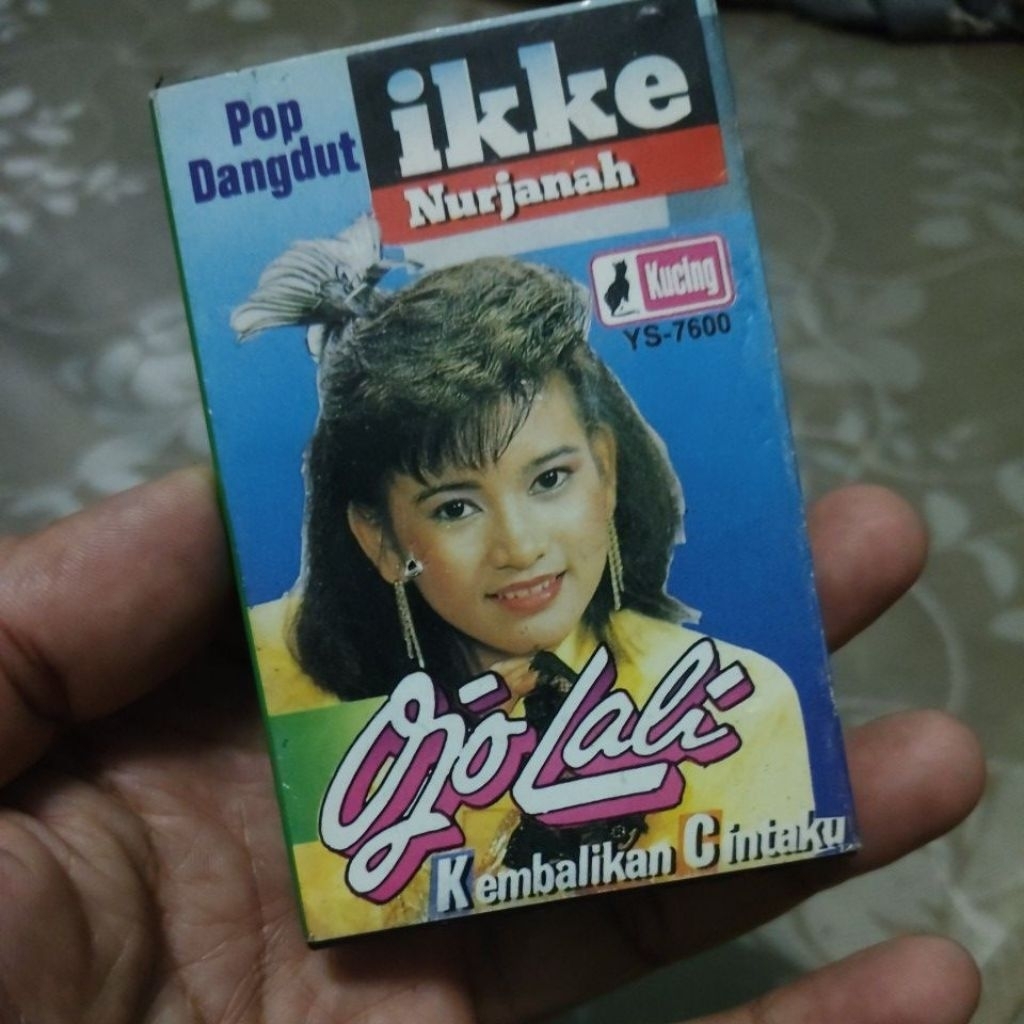 Pop
Dangdut
ikke
Nurjanah
Kucing
YS-7600
Ojo Lali
Kembalikan Cintaku